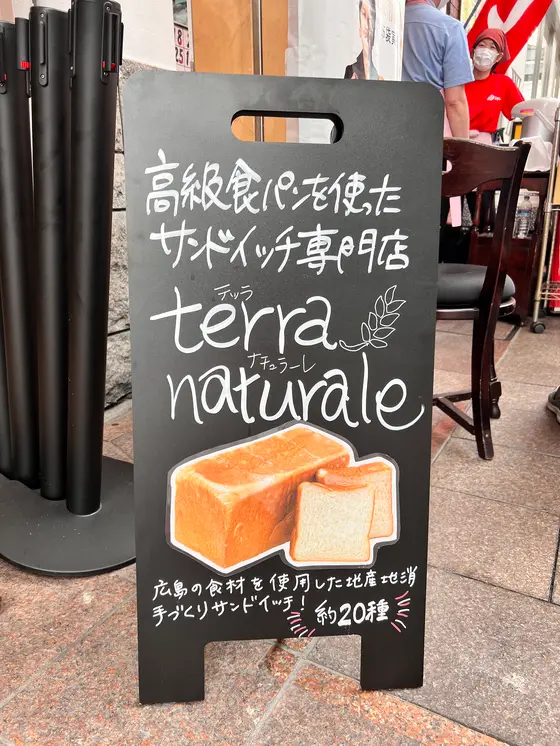 高級食パンを使った
サンドイッチ専門店
テッラ
terra
ナチュラーレ
naturale
広島の食材を使用した地産地消
手づくりサンドイッチ!
約20種